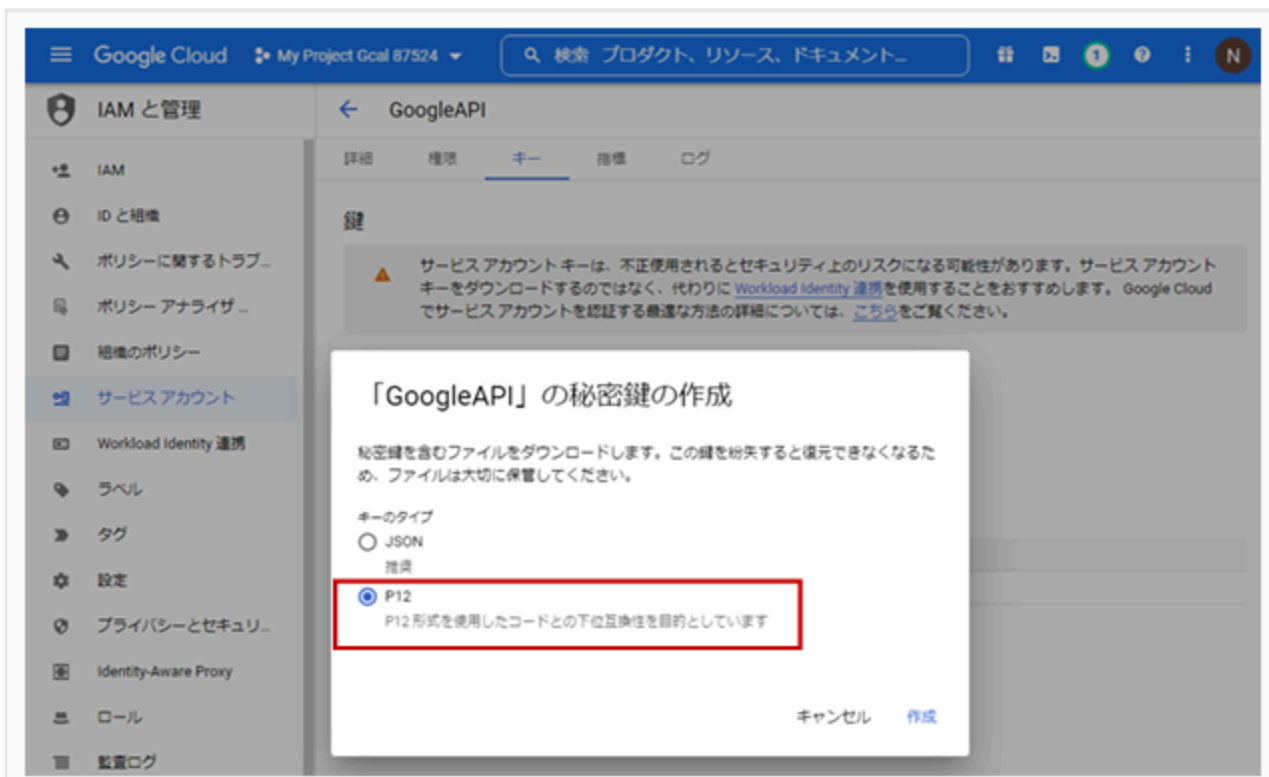 Google Cloud My Project Gcal 87524 検索 プロダクト、リソース、ドキュメント... 1 N
IAM と管理
GoogleAPI
詳細 権限 キー 指標 ログ
IAM
ID と組織
ポリシーに関するトラブ...
ポリシー アナライザ ...
組織のポリシー
サービス アカウント
Workload Identity 連携
ラベル
タグ
設定
プライバシーとセキュリ...
Identity-Aware Proxy
ロール
監査ログ
鍵
サービス アカウント キーは、不正使用されるとセキュリティ上のリスクになる可能性があります。サービス アカウント
キーをダウンロードするのではなく、代わりに Workload Identity 連携を使用することをおすすめします。 Google Cloud
でサービス アカウントを認証する最適な方法の詳細については、こちらをご覧ください。
「GoogleAPI」の秘密鍵の作成
秘密鍵を含むファイルをダウンロードします。この鍵を紛失すると復元できなくなるた
め、ファイルは大切に保管してください。
キーのタイプ
JSON
推奨
P12
P12 形式を使用したコードとの下位互換性を目的としています
キャンセル 作成